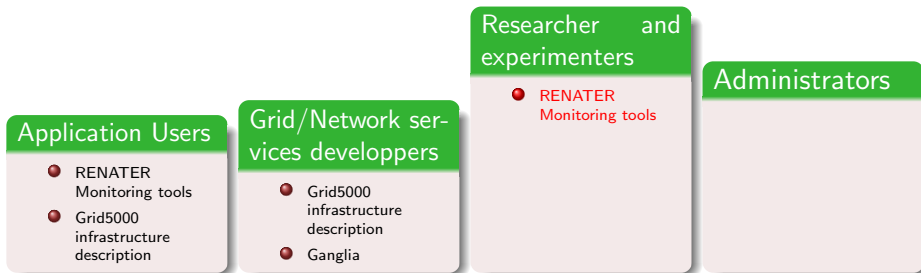 Application Users
RENATER
Monitoring tools
Grid5000
infrastructure
description
Grid/Network ser-
vices developpers
Grid5000
infrastructure
description
Ganglia
Researcher and
experimenters
RENATER
Monitoring tools
Administrators